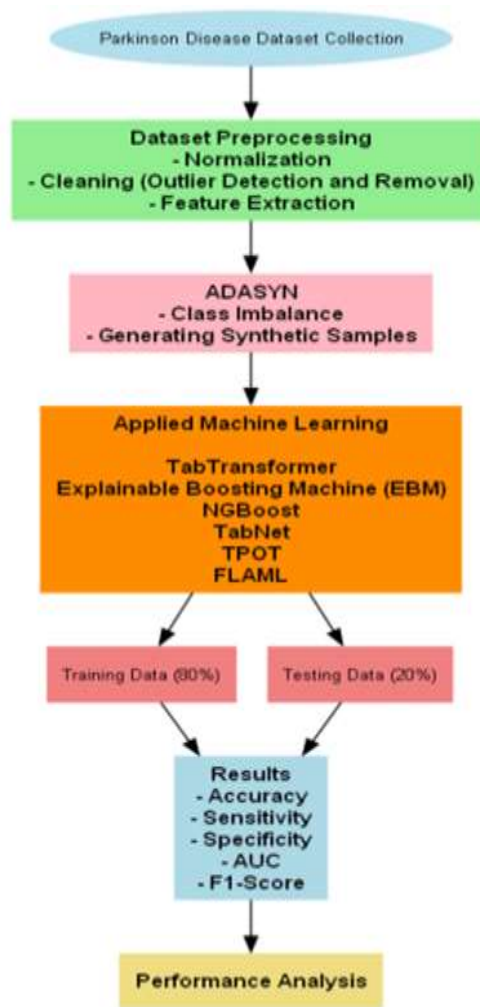 Parkinson Disease Dataset Collection
Dataset Preprocessing
- Normalization
- Cleaning (Outlier Detection and Removal)
- Feature Extraction
ADASYN
- Class Imbalance
- Generating Synthetic Samples
Applied Machine Learning
TabTransformer
Explainable Boosting Machine (EBM)
NGBoost
TabNet
TPOT
FLAML
Training Data (80%)
Testing Data (20%)
Results
- Accuracy
- Sensitivity
- Specificity
- AUC
- F1-Score
Performance Analysis